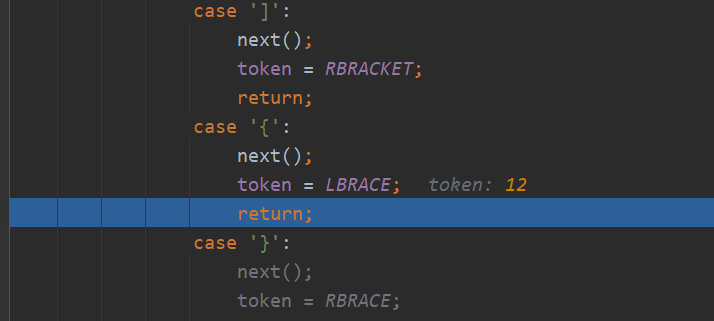 case ']':
next();
token = RBRACKET;
return;
case '{':
next();
token = LBRACE; token: 12
return;
case '}':
next();
token = RBRACE;